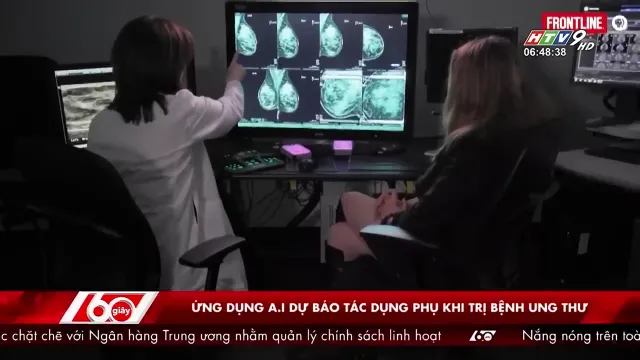 FRONTLINE
HTV9 HD
06:48:38
60 giây
ỨNG DỤNG A.I DỰ BÁO TÁC DỤNG PHỤ KHI TRỊ BỆNH UNG THƯ
c chặt chẽ với Ngân hàng Trung ương nhằm quản lý chính sách linh hoạt 60 Nắng nóng trên toà